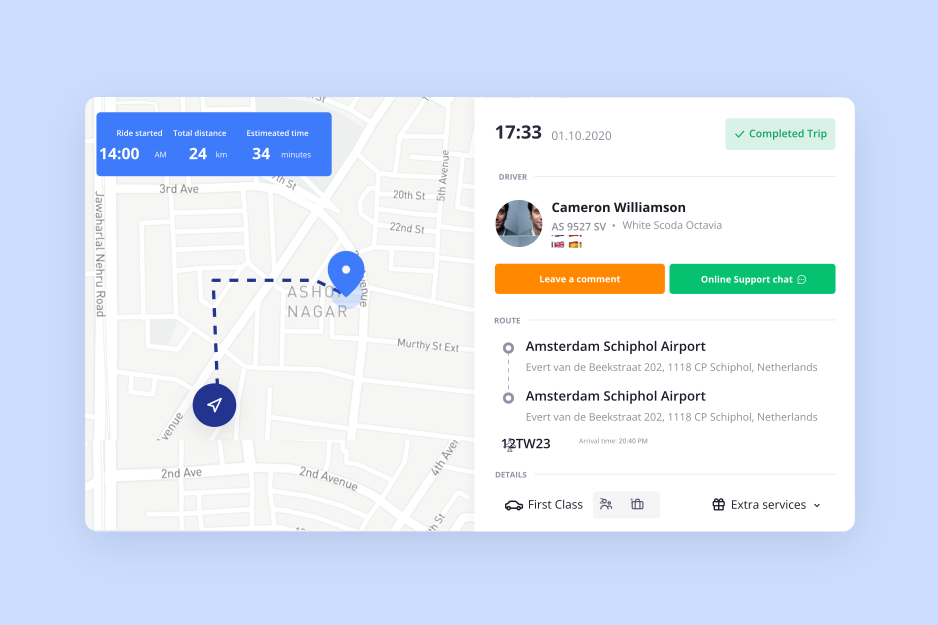 Ride started Total distance Estimeated time
14:00 AM 24 km 34 minutes
3rd Ave
20th St
5th Avenue
22nd St
Jawaharlal Nehru Road
NAGAR
Murthy St Ext
2nd Ave
2nd Avenue
4th Ave
17:33 01.10.2020
Completed Trip
DRIVER
Cameron Williamson
AS 9527 SV • White Scoda Octavia
Leave a comment
Online Support chat
ROUTE
Amsterdam Schiphol Airport
Evert van de Beekstraat 202, 1118 CP Schiphol, Netherlands
Amsterdam Schiphol Airport
Evert van de Beekstraat 202, 1118 CP Schiphol, Netherlands
12TW23 Arrival time: 20:40 PM
DETAILS
First Class
Extra services